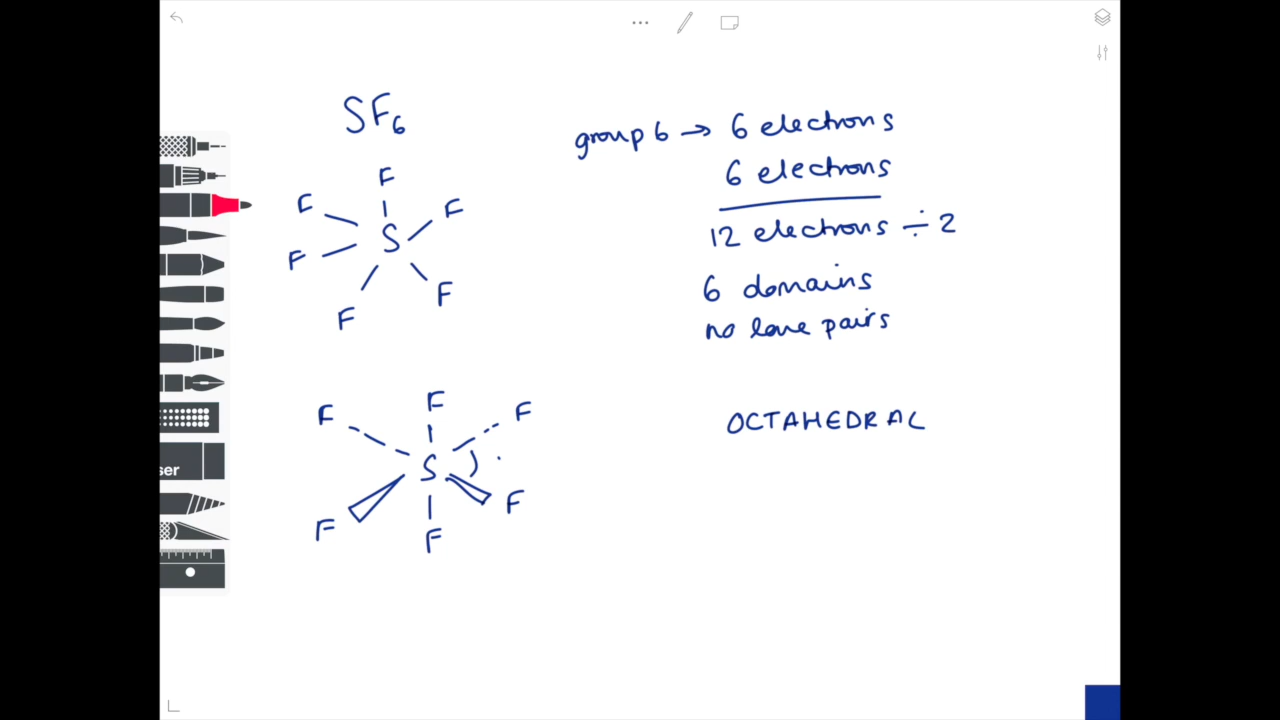 SF6
F
F
F
S
F
F
F
group 6 → 6 electrons
6 electrons
12 electrons ÷ 2
6 domains
no lone pairs
OCTAHEDRAL
F
F
F
S
F
F
F
ser